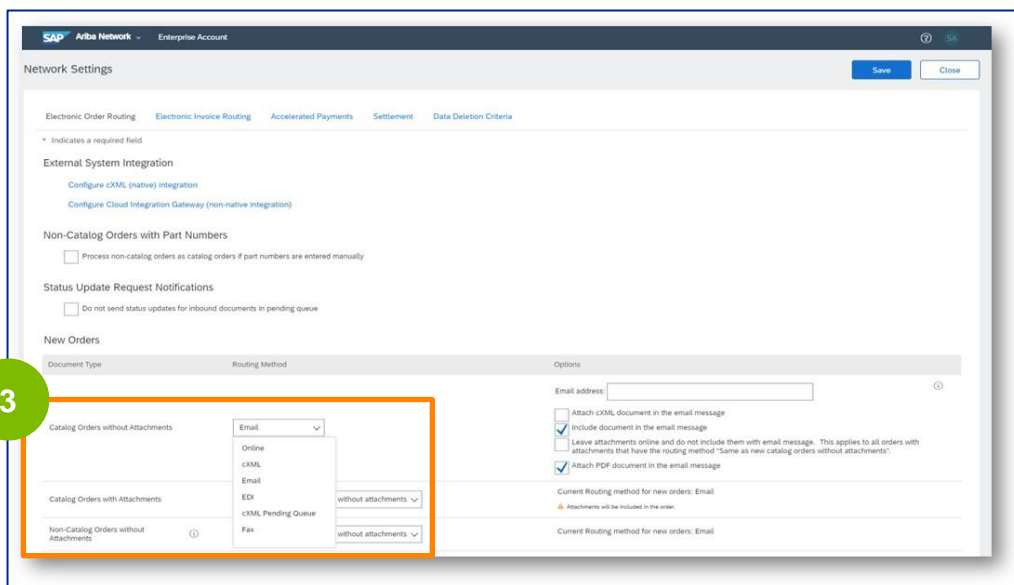 SAP Ariba Network Enterprise Account
SA
Network Settings
Save
Close
Electronic Order Routing Electronic Invoice Routing Accelerated Payments Settlement Data Deletion Criteria
* Indicates a required field
External System Integration
Configure cXML (native) integration
Configure Cloud Integration Gateway (non-native integration)
Non-Catalog Orders with Part Numbers
Process non-catalog orders as catalog orders if part numbers are entered manually
Status Update Request Notifications
Do not send status updates for inbound documents in pending queue
New Orders
Document Type Routing Method Options
3
Email address:
Catalog Orders without Attachments
Email
Online
cXML
Email
EDI
cXML Pending Queue
Fax
Attach cXML document in the email message
Include document in the email message
Leave attachments online and do not include them with email message. This applies to all orders with
attachments that have the routing method "Same as new catalog orders without attachments".
Attach PDF document in the email message
Catalog Orders with Attachments
without attachments
Current Routing method for new orders: Email
Attachments will be included in the order.
Non-Catalog Orders without
Attachments
without attachments
Current Routing method for new orders: Email